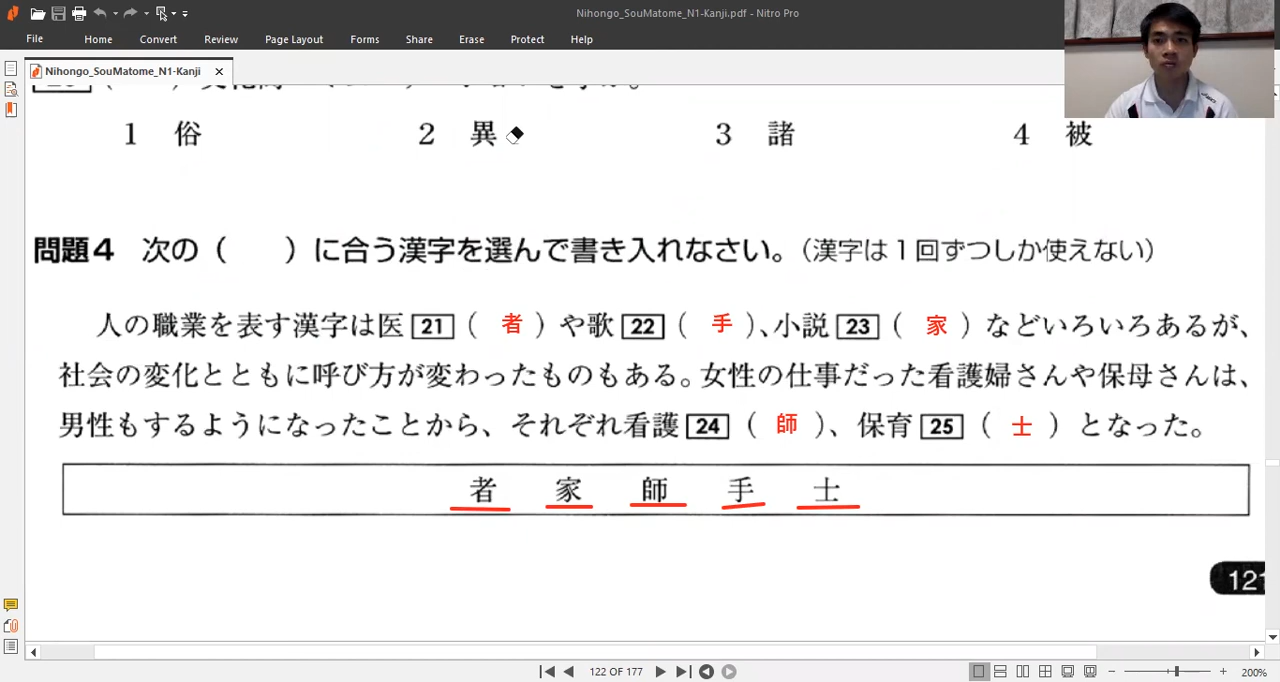 Nihongo_SouMatome_N1-Kanji.pdf - Nitro Pro
File Home Convert Review Page Layout Forms Share Erase Protect Help
Nihongo_SouMatome_N1-Kanji ×
1 俗 2 異 3 諸 4 被
問題4 次の( )に合う漢字を選んで書き入れなさい。(漢字は1回ずつしか使えない)
人の職業を表す漢字は医 21 ( 者 )や歌 22 ( 手 )、小説 23 ( 家 )などいろいろあるが、
社会の変化とともに呼び方が変わったものもある。女性の仕事だった看護婦さんや保母さんは、
男性もするようになったことから、それぞれ看護 24 ( 師 )、保育 25 ( 士 )となった。
者 家 師 手 士
121
122 OF 177
200%